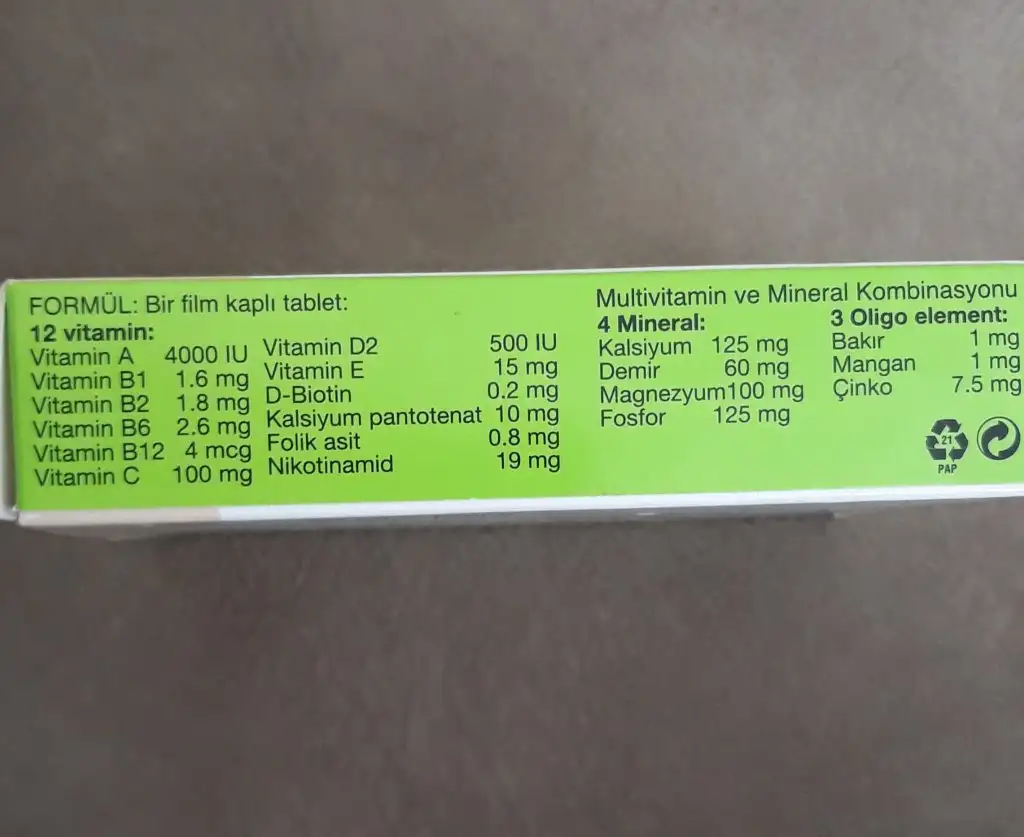 FORMÜL: Bir film kaplı tablet:
12 vitamin:
Vitamin A 4000 IU
Vitamin B1 1.6 mg
Vitamin B2 1.8 mg
Vitamin B6 2.6 mg
Vitamin B12 4 mcg
Vitamin C 100 mg
Vitamin D2 500 IU
Vitamin E 15 mg
D-Biotin 0.2 mg
Kalsiyum pantotenat 10 mg
Folik asit 0.8 mg
Nikotinamid 19 mg
Multivitamin ve Mineral Kombinasyonu
4 Mineral:
Kalsiyum 125 mg
Demir 60 mg
Magnezyum100 mg
Fosfor 125 mg
3 Oligo element:
Bakır 1 mg
Mangan 1 mg
Çinko 7.5 mg
21
PAP